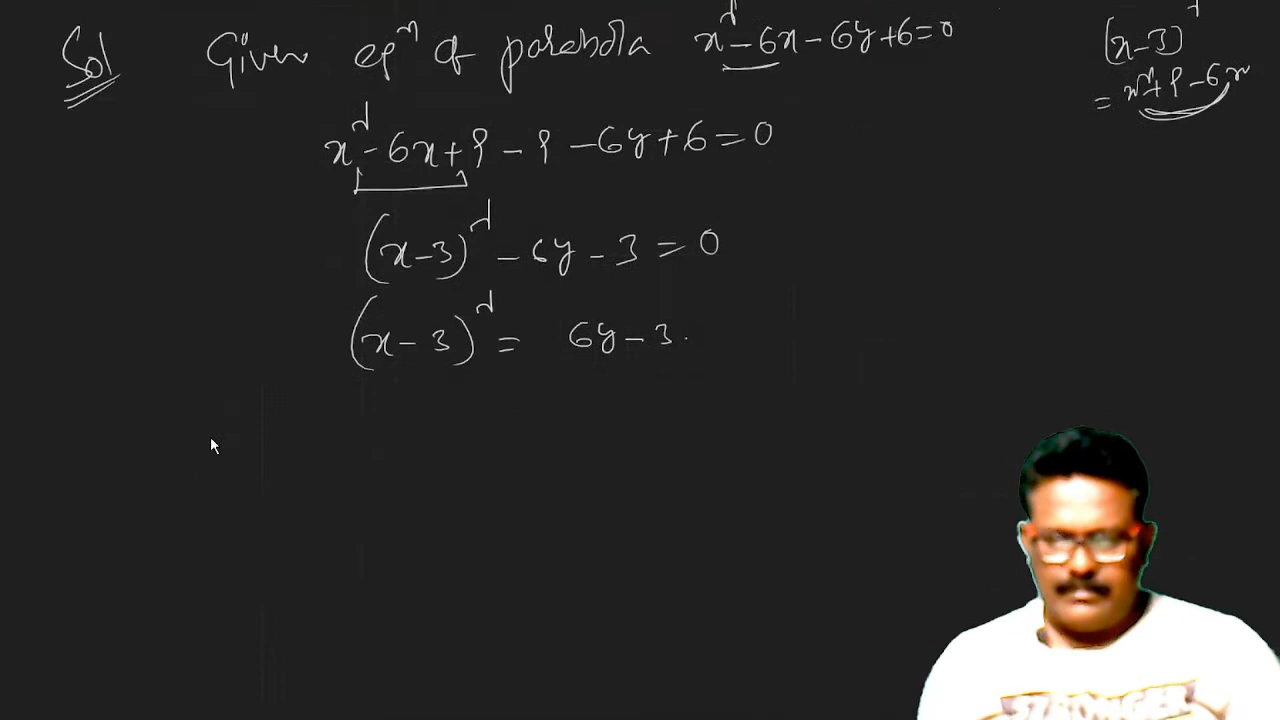 Sol Given eqⁿ of parabola x² - 6x - 6y + 6 = 0
(x-3)²
= x² + 9 - 6x
x² - 6x + 9 - 9 - 6y + 6 = 0
(x-3)² - 6y - 3 = 0
(x-3)² = 6y - 3.
STRONGER